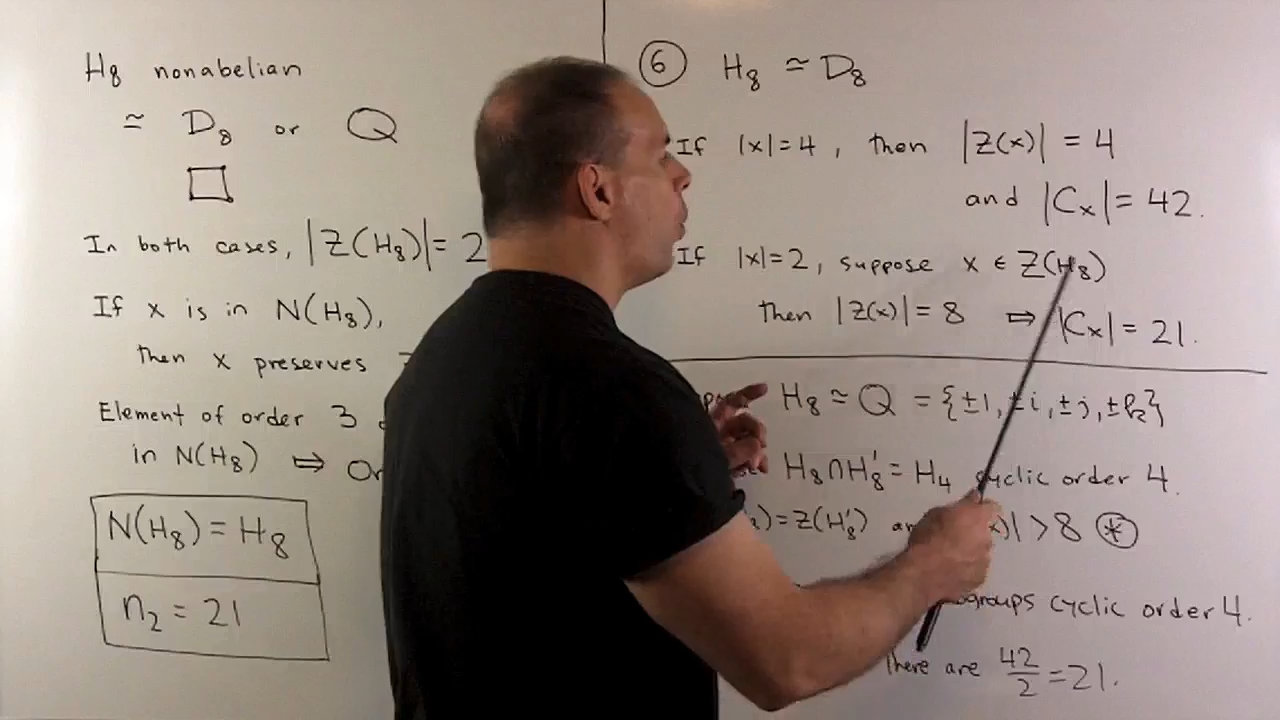 H8 nonabelian
≃ D8 or Q
In both cases, |Z(H8)| = 2
If x is in N(H8),
then x preserves
Element of order 3
in N(H8) ⇒ Or
N(H8) = H8
n2 = 21
6 H8 ≃ D8
If |x|=4, then |Z(x)| = 4
and |Cx| = 42.
If |x|=2, suppose x ∈ Z(H8)
then |Z(x)| = 8 ⇒ |Cx| = 21.
H8 ≃ Q = {±1, ±i, ±j, ±k}
H8 ∩ H8' = H4 cyclic order 4.
) = Z(H8') x)| > 8 *
groups cyclic order 4.
There are 42/2 = 21.